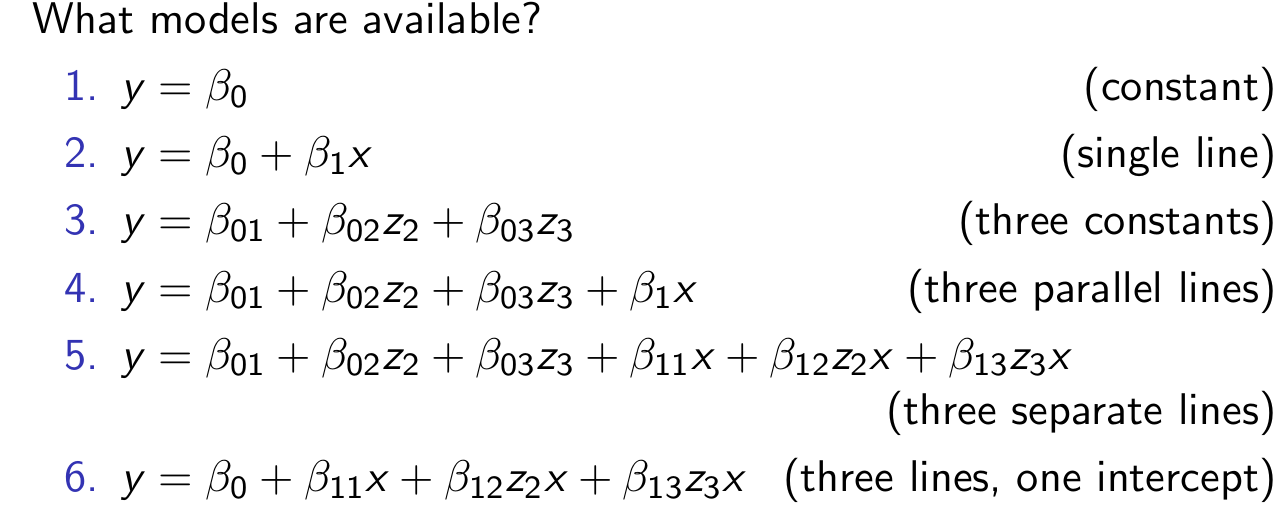 What models are available?
1. y = β₀ (constant)
2. y = β₀ + β₁x (single line)
3. y = β₀₁ + β₀₂z₂ + β₀₃z₃ (three constants)
4. y = β₀₁ + β₀₂z₂ + β₀₃z₃ + β₁x (three parallel lines)
5. y = β₀₁ + β₀₂z₂ + β₀₃z₃ + β₁₁x + β₁₂z₂x + β₁₃z₃x
(three separate lines)
6. y = β₀ + β₁₁x + β₁₂z₂x + β₁₃z₃x (three lines, one intercept)